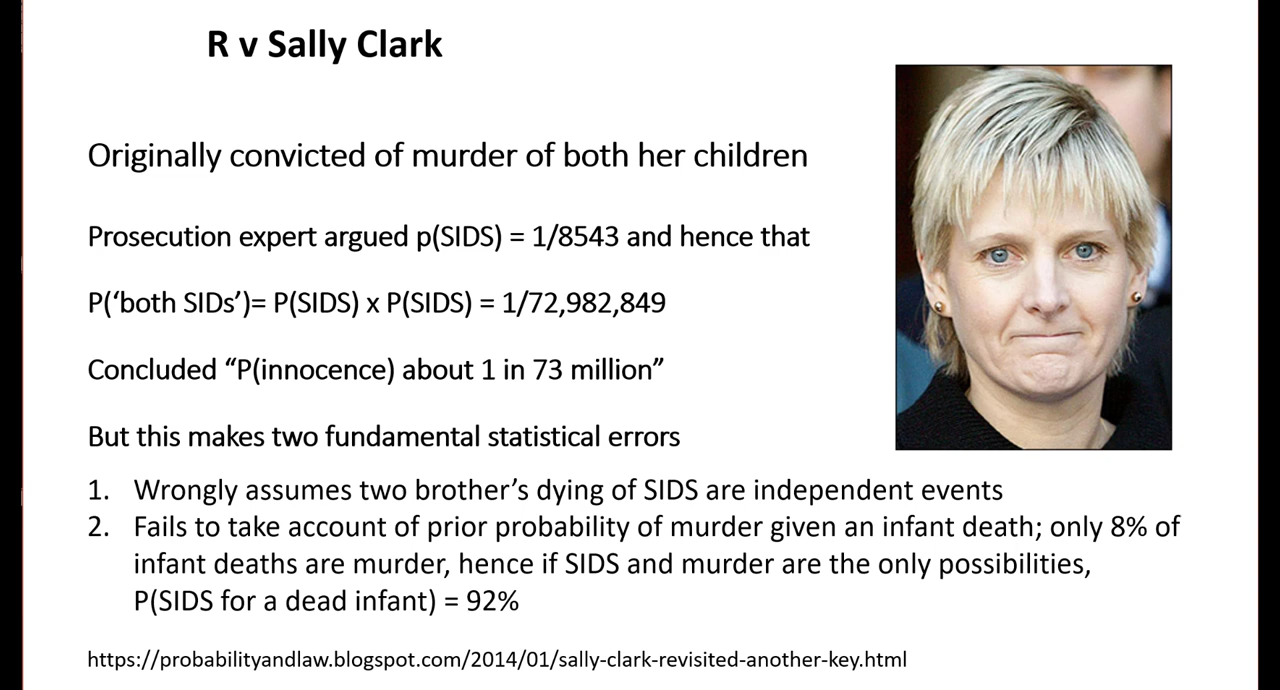 R v Sally Clark
Originally convicted of murder of both her children
Prosecution expert argued p(SIDS) = 1/8543 and hence that
P(‘both SIDs’)= P(SIDS) x P(SIDS) = 1/72,982,849
Concluded “P(innocence) about 1 in 73 million”
But this makes two fundamental statistical errors
1. Wrongly assumes two brother’s dying of SIDS are independent events
2. Fails to take account of prior probability of murder given an infant death; only 8% of
infant deaths are murder, hence if SIDS and murder are the only possibilities,
P(SIDS for a dead infant) = 92%
https://probabilityandlaw.blogspot.com/2014/01/sally-clark-revisited-another-key.html